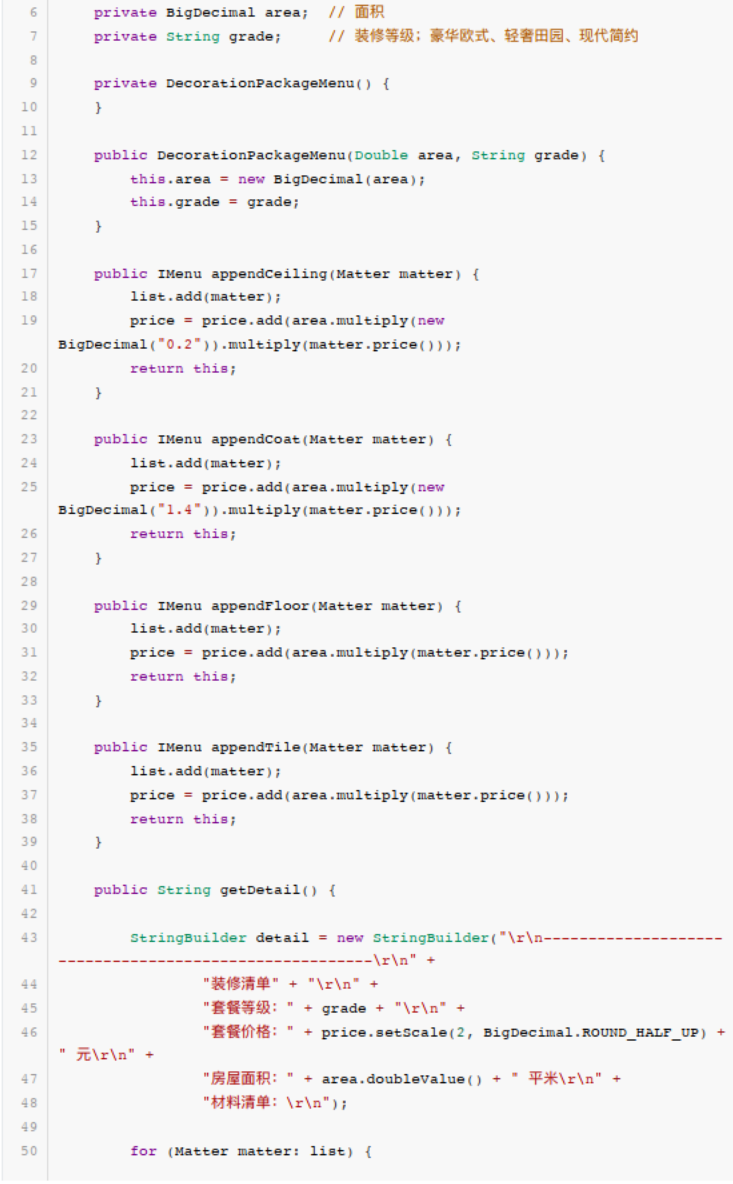 6     private BigDecimal area;  // 面积
7     private String grade;     // 装修等级；豪华欧式、轻奢田园、现代简约
8
9     private DecorationPackageMenu() {
10     }
11
12     public DecorationPackageMenu(Double area, String grade) {
13         this.area = new BigDecimal(area);
14         this.grade = grade;
15     }
16
17     public IMenu appendCeiling(Matter matter) {
18         list.add(matter);
19         price = price.add(area.multiply(new
BigDecimal("0.2")).multiply(matter.price()));
20         return this;
21     }
22
23     public IMenu appendCoat(Matter matter) {
24         list.add(matter);
25         price = price.add(area.multiply(new
BigDecimal("1.4")).multiply(matter.price()));
26         return this;
27     }
28
29     public IMenu appendFloor(Matter matter) {
30         list.add(matter);
31         price = price.add(area.multiply(matter.price()));
32         return this;
33     }
34
35     public IMenu appendTile(Matter matter) {
36         list.add(matter);
37         price = price.add(area.multiply(matter.price()));
38         return this;
39     }
40
41     public String getDetail() {
42
43         StringBuilder detail = new StringBuilder("\r\n--------------------
-----------------------------------\r\n" +
44                 "装修清单" + "\r\n" +
45                 "套餐等级：" + grade + "\r\n" +
46                 "套餐价格：" + price.setScale(2, BigDecimal.ROUND_HALF_UP) +
" 元\r\n" +
47                 "房屋面积：" + area.doubleValue() + " 平米\r\n" +
48                 "材料清单：\r\n");
49
50         for (Matter matter: list) {